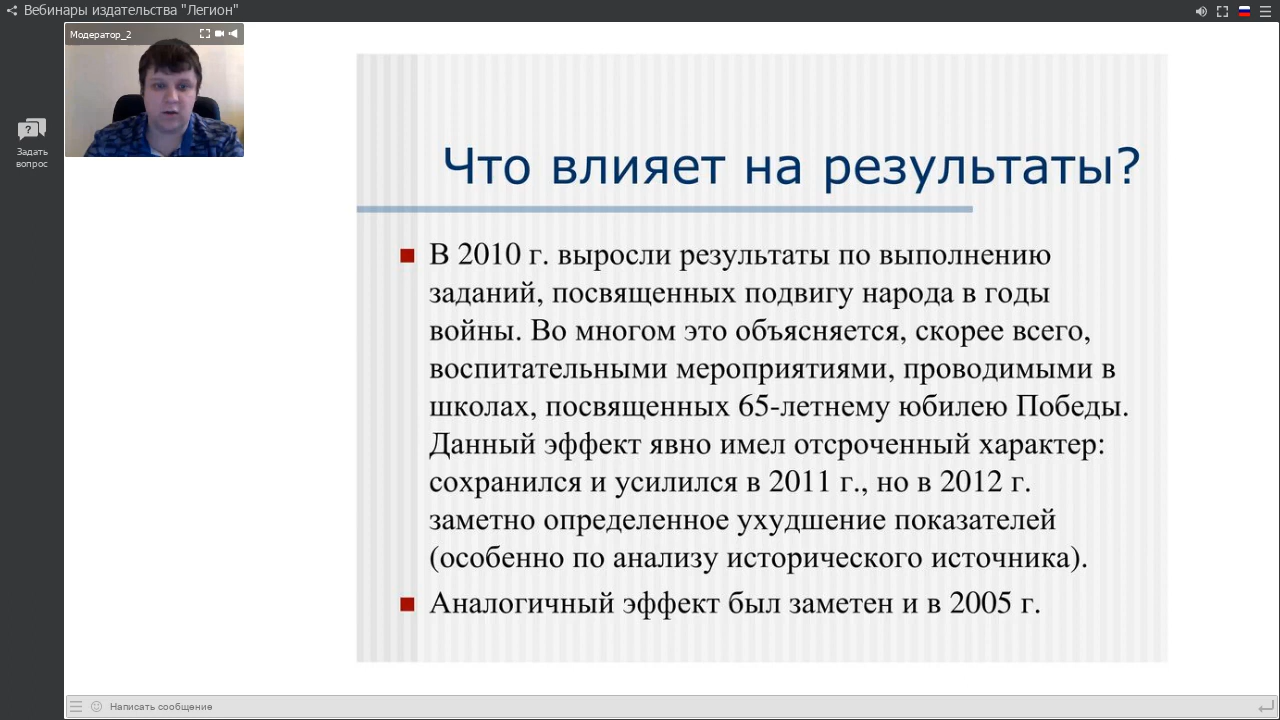 Вебинары издательства "Легион"
Модератор_2
Задать
вопрос
Что влияет на результаты?
В 2010 г. выросли результаты по выполнению
заданий, посвященных подвигу народа в годы
войны. Во многом это объясняется, скорее всего,
воспитательными мероприятиями, проводимыми в
школах, посвященных 65-летнему юбилею Победы.
Данный эффект явно имел отсроченный характер:
сохранился и усилился в 2011 г., но в 2012 г.
заметно определенное ухудшение показателей
(особенно по анализу исторического источника).
Аналогичный эффект был заметен и в 2005 г.
Написать сообщение